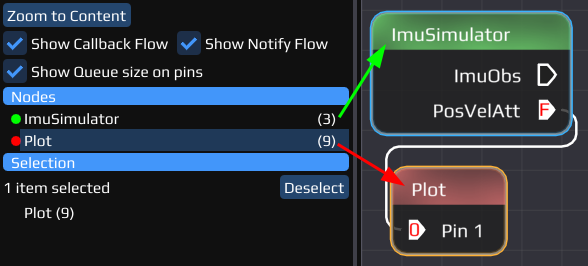 Zoom to Content
Show Callback Flow Show Notify Flow
Show Queue size on pins
Nodes
ImuSimulator (3)
Plot (9)
Selection
1 item selected Deselect
Plot (9)
ImuSimulator
ImuObs
PosVelAtt F
Plot
O Pin 1